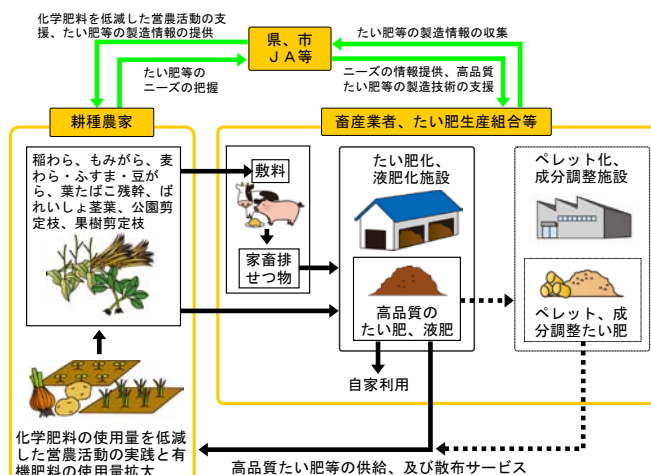 化学肥料を低減した営農活動の支
援、たい肥等の製造情報の提供
県、市
ＪＡ等
たい肥等の製造情報の収集
たい肥等の
ニーズの把握
ニーズの情報提供、高品質
たい肥等の製造技術の支援
耕種農家
畜産業者、たい肥生産組合等
稲わら、もみがら、麦
わら・ふすま・豆が
ら、葉たばこ残幹、ば
れいしょ茎葉、公園剪
定枝、果樹剪定枝
敷料
家畜排
せつ物
たい肥化、
液肥化施設
高品質の
たい肥、液肥
自家利用
ペレット化、
成分調整施設
ペレット、成
分調整たい肥
化学肥料の使用量を低減
した営農活動の実践と有
機肥料の使用量拡大
高品質たい肥等の供給、及び散布サービス